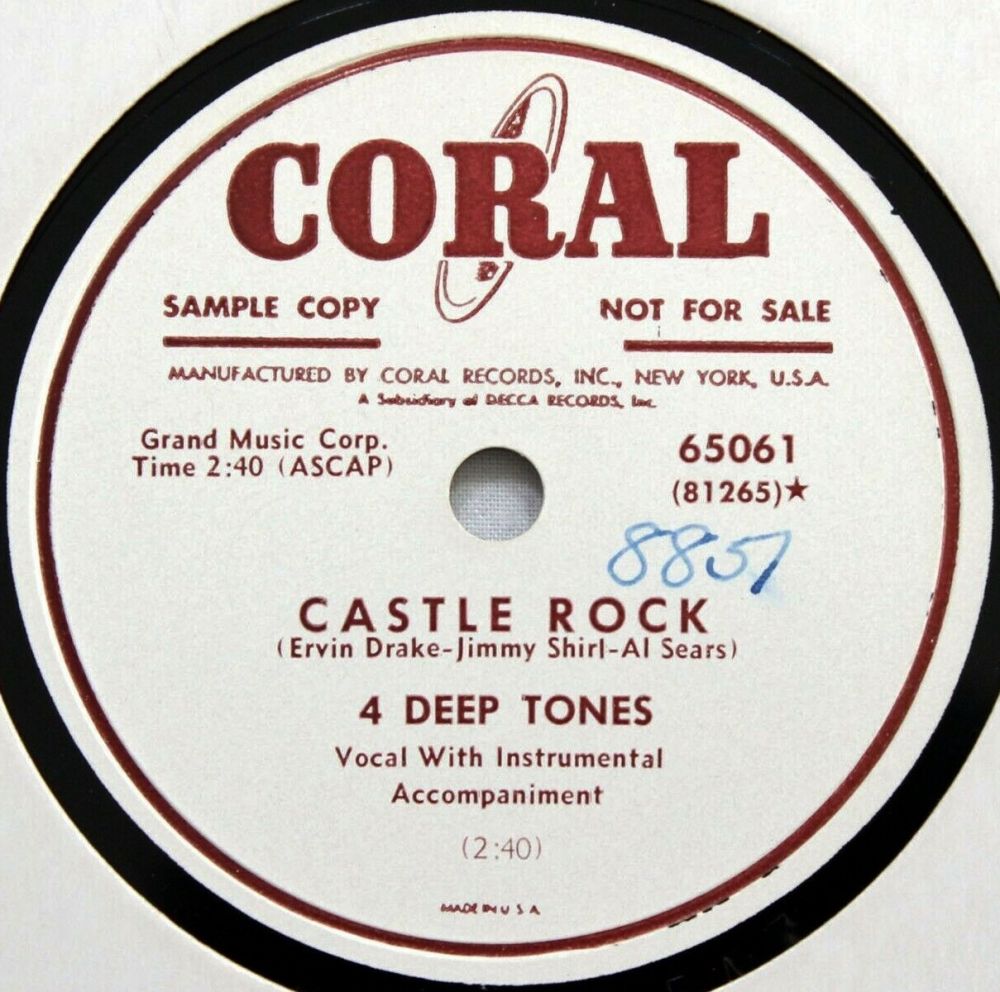 CORAL
SAMPLE COPY NOT FOR SALE
MANUFACTURED BY CORAL RECORDS, INC., NEW YORK, U.S.A.
A Subsidiary of DECCA RECORDS, Inc.
Grand Music Corp.
Time 2:40 (ASCAP)
65061
(81265)★
8857
CASTLE ROCK
(Ervin Drake-Jimmy Shirl-Al Sears)
4 DEEP TONES
Vocal With Instrumental
Accompaniment
(2:40)
MADE IN U S A